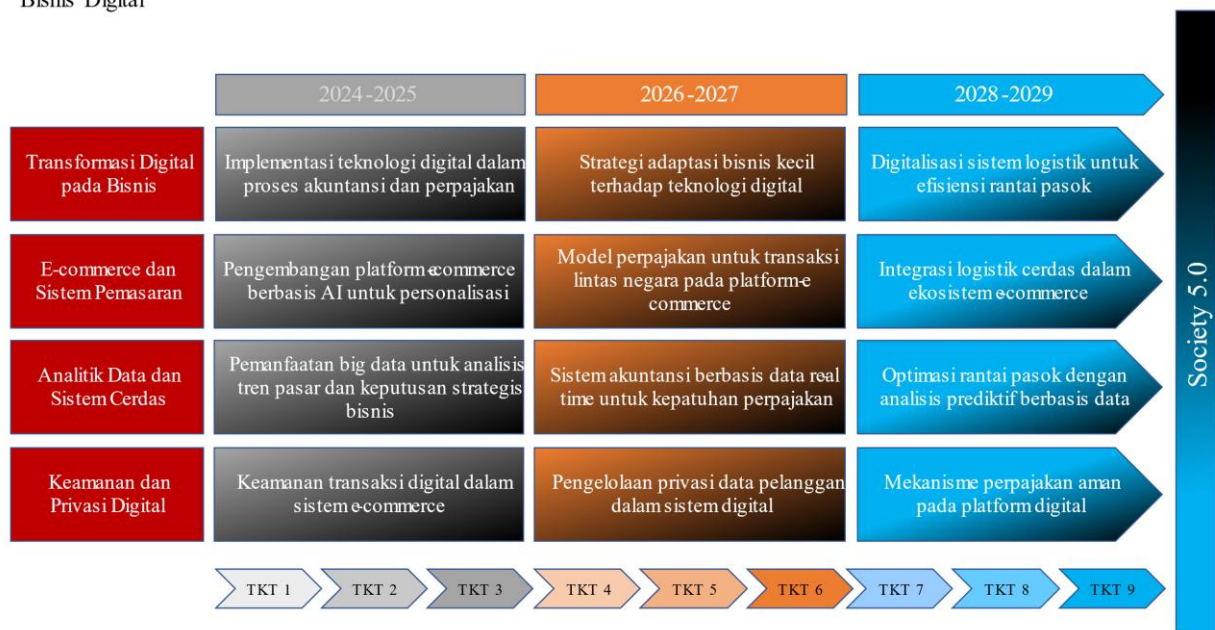 Bisnis Digital
2024-2025
2026-2027
2028-2029
Transformasi Digital
pada Bisnis
Implementasi teknologi digital dalam
proses akuntansi dan perpajakan
Strategi adaptasi bisnis kecil
terhadap teknologi digital
Digitalisasi sistem logistik untuk
efisiensi rantai pasok
E-commerce dan
Sistem Pemasaran
Pengembangan platform e-commerce
berbasis AI untuk personalisasi
Model perpajakan untuk transaksi
lintas negara pada platform e-
commerce
Integrasi logistik cerdas dalam
ekosistem e-commerce
Analitik Data dan
Sistem Cerdas
Pemanfaatan big data untuk analisis
tren pasar dan keputusan strategis
bisnis
Sistem akuntansi berbasis data real-
time untuk kepatuhan perpajakan
Optimasi rantai pasok dengan
analisis prediktif berbasis data
Keamanan dan
Privasi Digital
Keamanan transaksi digital dalam
sistem e-commerce
Pengelolaan privasi data pelanggan
dalam sistem digital
Mekanisme perpajakan aman
pada platform digital
TKT 1
TKT 2
TKT 3
TKT 4
TKT 5
TKT 6
TKT 7
TKT 8
TKT 9
Society 5.0